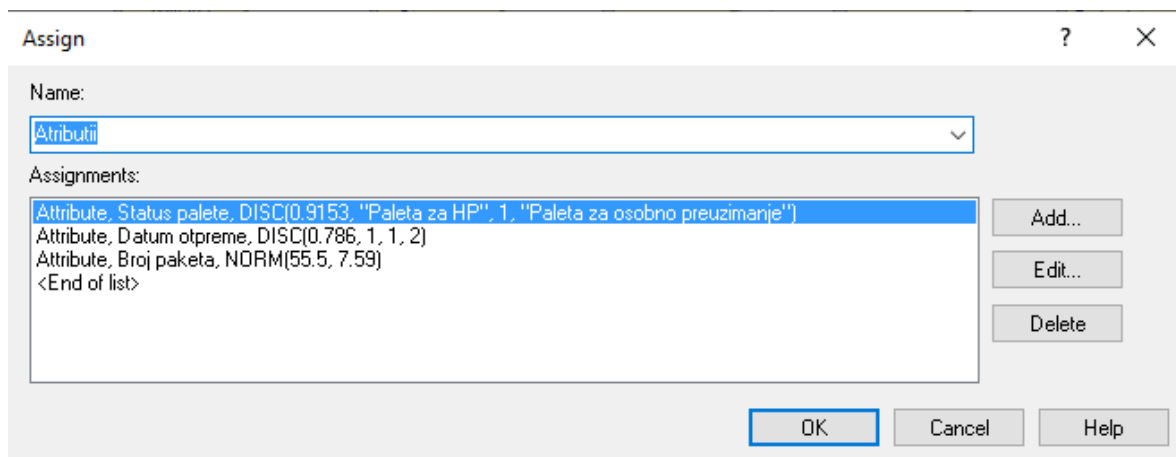 Assign
?
Name:
Atributii
Assignments:
Attribute, Status palete, DISC(0.9153, "Paleta za HP", 1, "Paleta za osobno preuzimanje")
Attribute, Datum otpreme, DISC(0.786, 1, 1, 2)
Attribute, Broj paketa, NORM(55.5, 7.59)
<End of list>
Add...
Edit...
Delete
OK
Cancel
Help